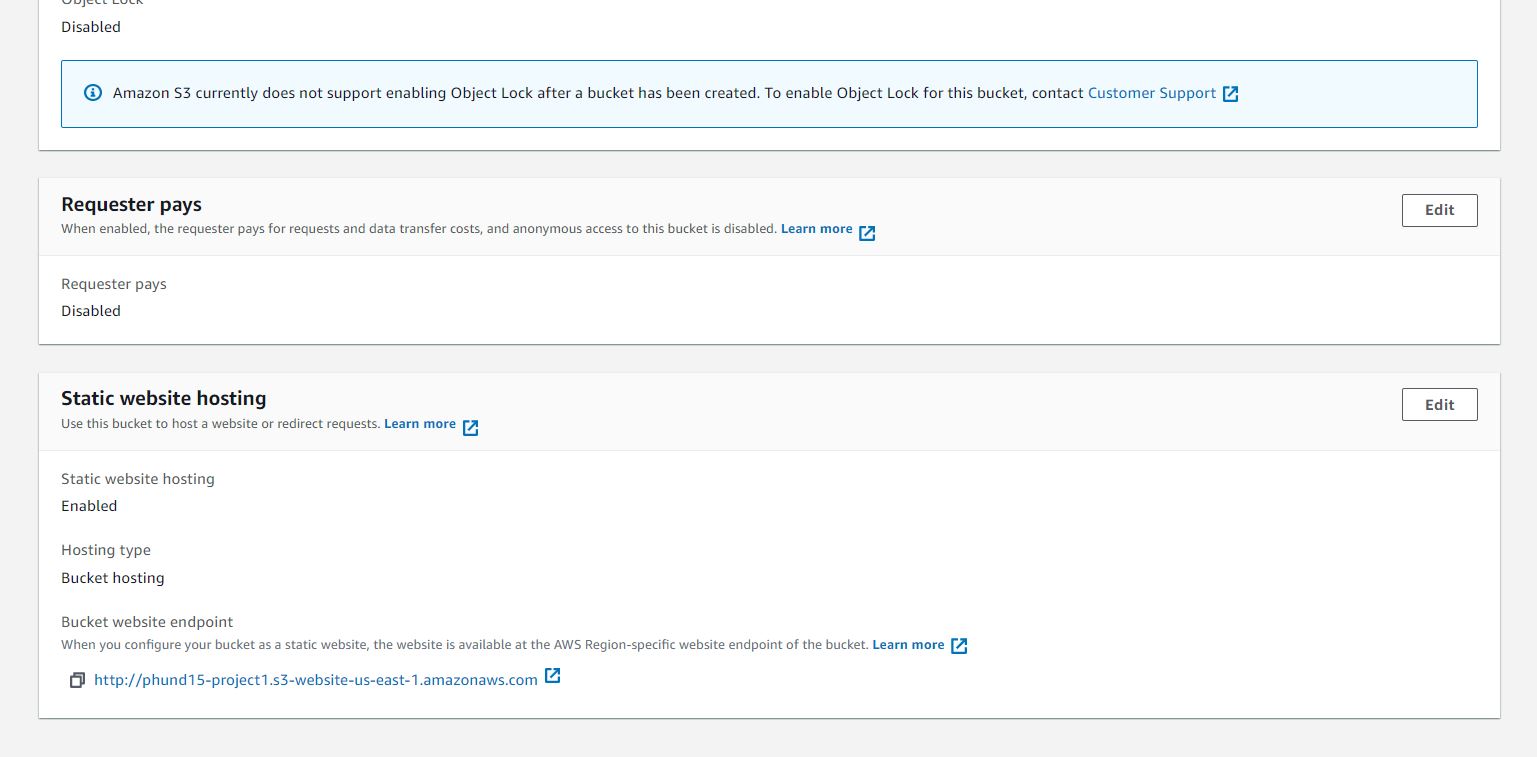 Object Lock
Disabled
Amazon S3 currently does not support enabling Object Lock after a bucket has been created. To enable Object Lock for this bucket, contact Customer Support
Requester pays
Edit
When enabled, the requester pays for requests and data transfer costs, and anonymous access to this bucket is disabled. Learn more
Requester pays
Disabled
Static website hosting
Edit
Use this bucket to host a website or redirect requests. Learn more
Static website hosting
Enabled
Hosting type
Bucket hosting
Bucket website endpoint
When you configure your bucket as a static website, the website is available at the AWS Region-specific website endpoint of the bucket. Learn more
http://phund15-project1.s3-website-us-east-1.amazonaws.com